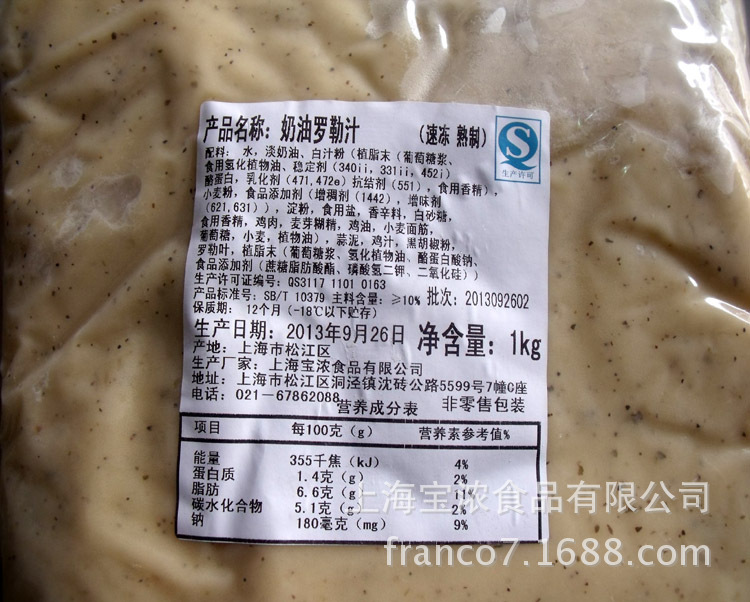 产品名称：奶油罗勒汁 （速冻 熟制）
QS
生产许可
配料：水，淡奶油、白汁粉（植脂末（葡萄糖浆、
食用氢化植物油、稳定剂（340ii，331ii，452i）
酪蛋白，乳化剂（471,472e）抗结剂（551），食用香精），
小麦粉，食品添加剂（增稠剂（1442），增味剂
（621,631）），淀粉，食用盐，香辛料，白砂糖，
食用香精，鸡肉，麦芽糊精，鸡油，小麦面筋，
葡萄糖，小麦，植物油），蒜泥，鸡汁，黑胡椒粉，
罗勒叶，植脂末（葡萄糖浆、氢化植物油、酪蛋白酸钠、
食品添加剂（蔗糖脂肪酸酯、磷酸氢二钾、二氧化硅））
生产许可证编号：QS3117 1101 0163
产品标准号：SB/T 10379 主料含量：≥10% 批次：2013092602
保质期： 12个月（-18℃以下贮存）
生产日期：2013年9月26日 净含量：1kg
产地：上海市松江区
生产厂家：上海宝浓食品有限公司
地址：上海市松江区洞泾镇沈砖公路5599号7幢C座
电话：021-67862088
营养成分表 非零售包装
项目 每100克（g） 营养素参考值%
能量 355千焦（kJ） 4%
蛋白质 1.4克（g） 2%
脂肪 6.6克（g） 11%
碳水化合物 5.1克（g） 2%
钠 180毫克（mg） 9%
上海宝浓食品有限公司
franco7.1688.com